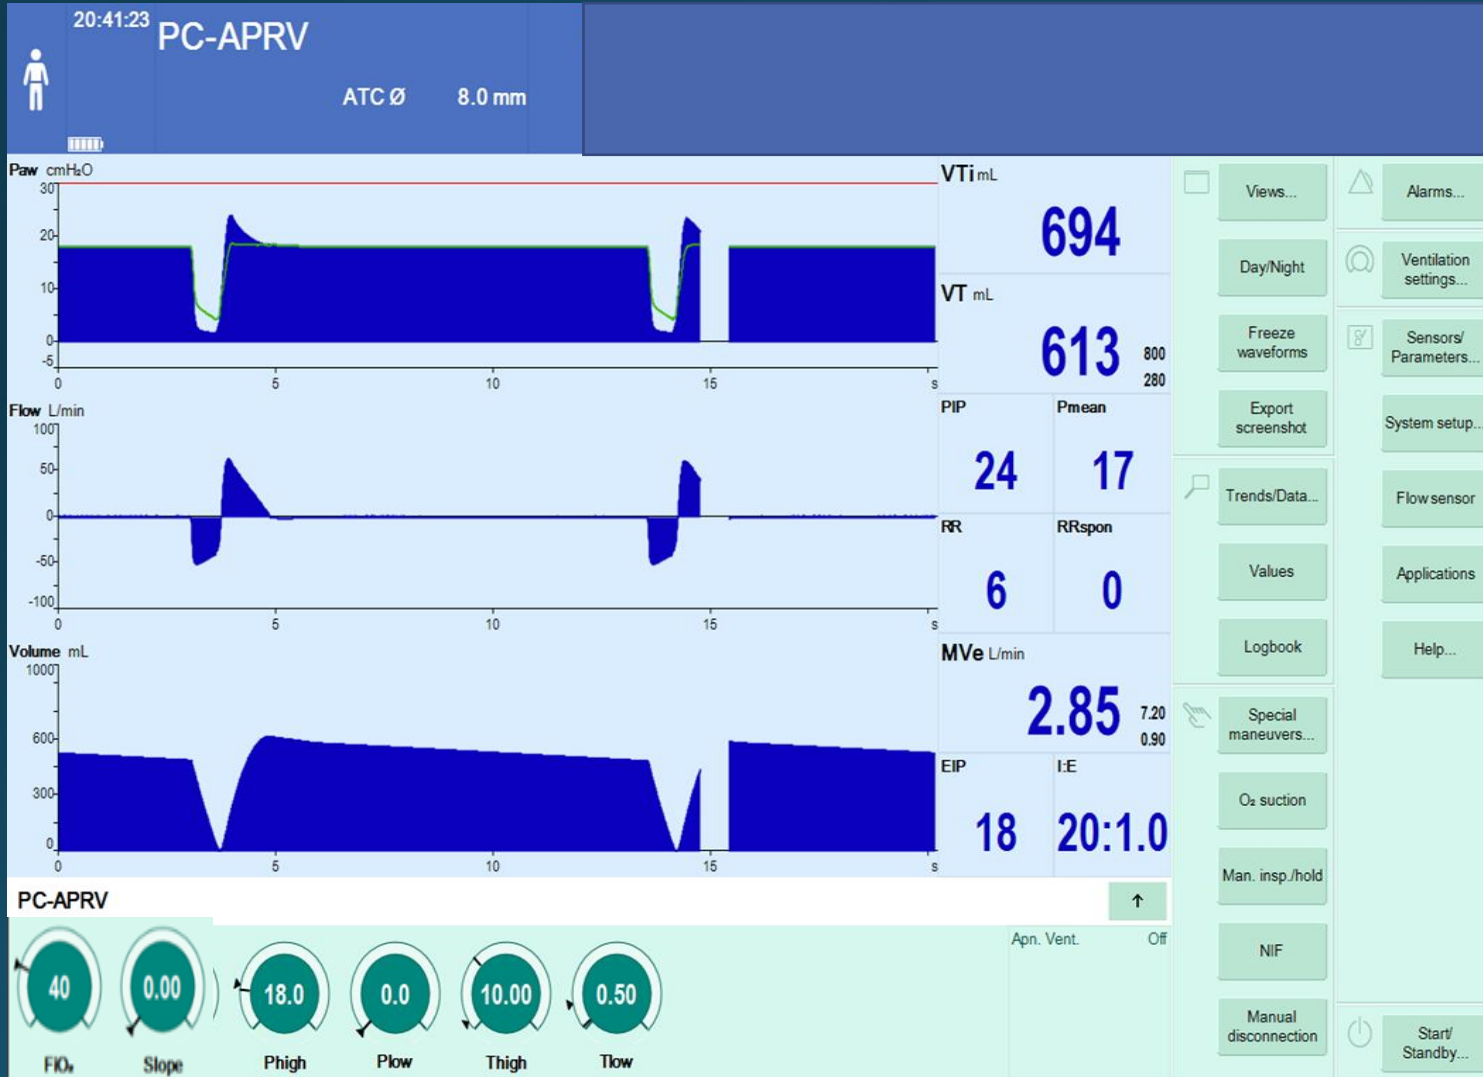 20:41:23
PC-APRV
ATC Ø 8.0 mm
Paw cmH₂O
30
20
10
0
-5
0 5 10 15 s
Flow L/min
100
50
0
-50
-100
0 5 10 15 s
Volume mL
1000
600
300
0
0 5 10 15 s
VTi mL
694
VT mL
613
800
280
PIP Pmean
24 17
RR RRspon
6 0
MVe L/min
2.85
7.20
0.90
EIP I:E
18 20:1.0
Views...
Day/Night
Freeze
waveforms
Export
screenshot
Trends/Data...
Values
Logbook
Special
maneuvers...
O₂ suction
Man. insp./hold
NIF
Manual
disconnection
Alarms...
Ventilation
settings...
Sensors/
Parameters...
System setup...
Flow sensor
Applications
Help...
Start/
Standby...
PC-APRV
Apn. Vent. Off
40 0.00 18.0 0.0 10.00 0.50
FiO₂ Slope Phigh Plow Thigh Tlow